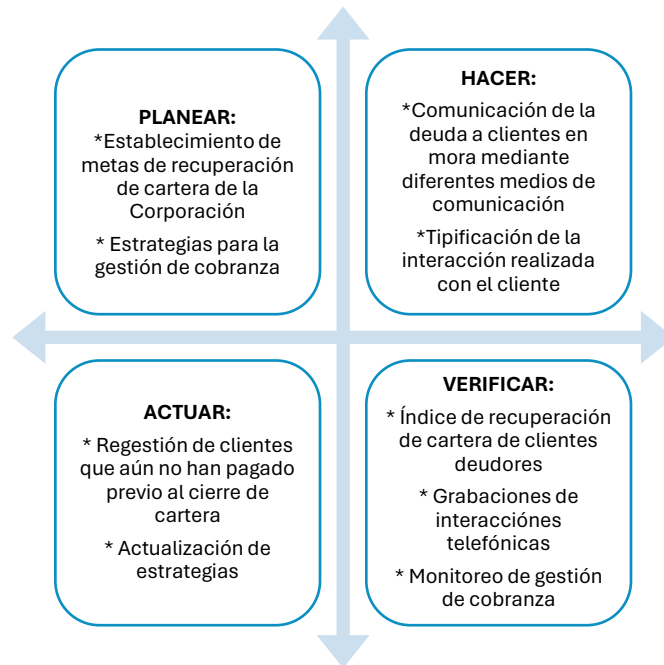 PLANEAR:
*Establecimiento de
metas de recuperación
de cartera de la
Corporación
* Estrategias para la
gestión de cobranza
HACER:
*Comunicación de la
deuda a clientes en
mora mediante
diferentes medios de
comunicación
*Tipificación de la
interacción realizada
con el cliente
ACTUAR:
* Regestión de clientes
que aún no han pagado
previo al cierre de
cartera
* Actualización de
estrategias
VERIFICAR:
* Índice de recuperación
de cartera de clientes
deudores
* Grabaciones de
interacciónes
telefónicas
* Monitoreo de gestión
de cobranza